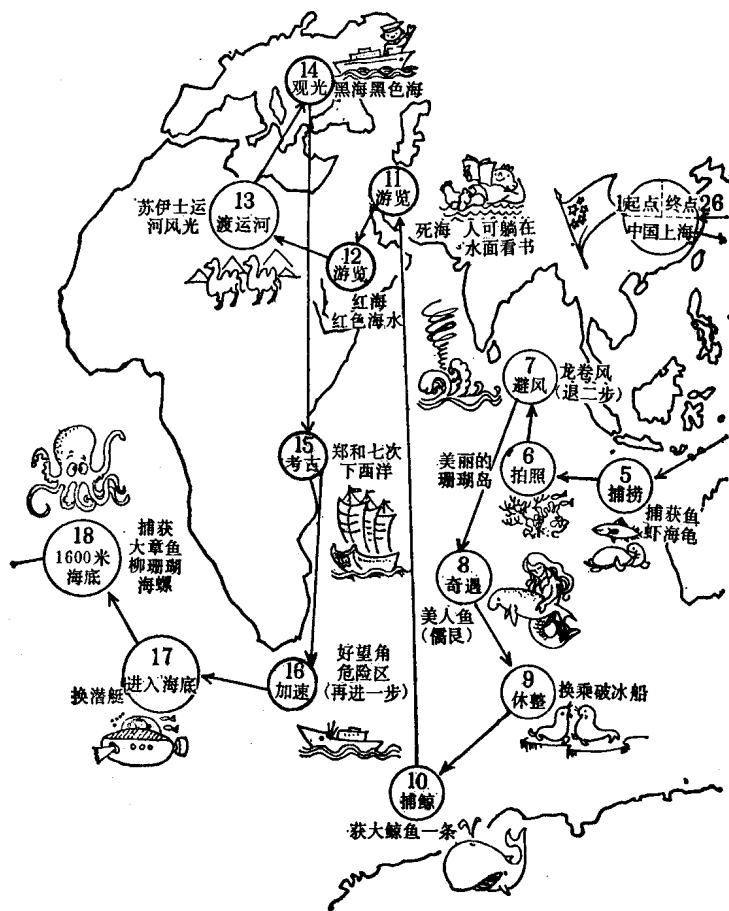 14
观光
黑海黑色海
11
游览
13
渡运河
苏伊士运
河风光
12
游览
红海
红色海水
死海 人可躺在
水面看书
1起点 终点26
中国上海
7
避风
龙卷风
(退二步)
6
拍照
美丽的
珊瑚岛
5
捕捞
捕获鱼
虾海龟
15
考古
郑和七次
下西洋
18
1600米
海底
捕获
大章鱼
柳珊瑚
海螺
8
奇遇
美人鱼
(儒艮)
17
进入海底
换潜艇
16
加速
好望角
危险区
(再进一步)
9
休整
换乘破冰船
10
捕鲸
获大鲸鱼一条